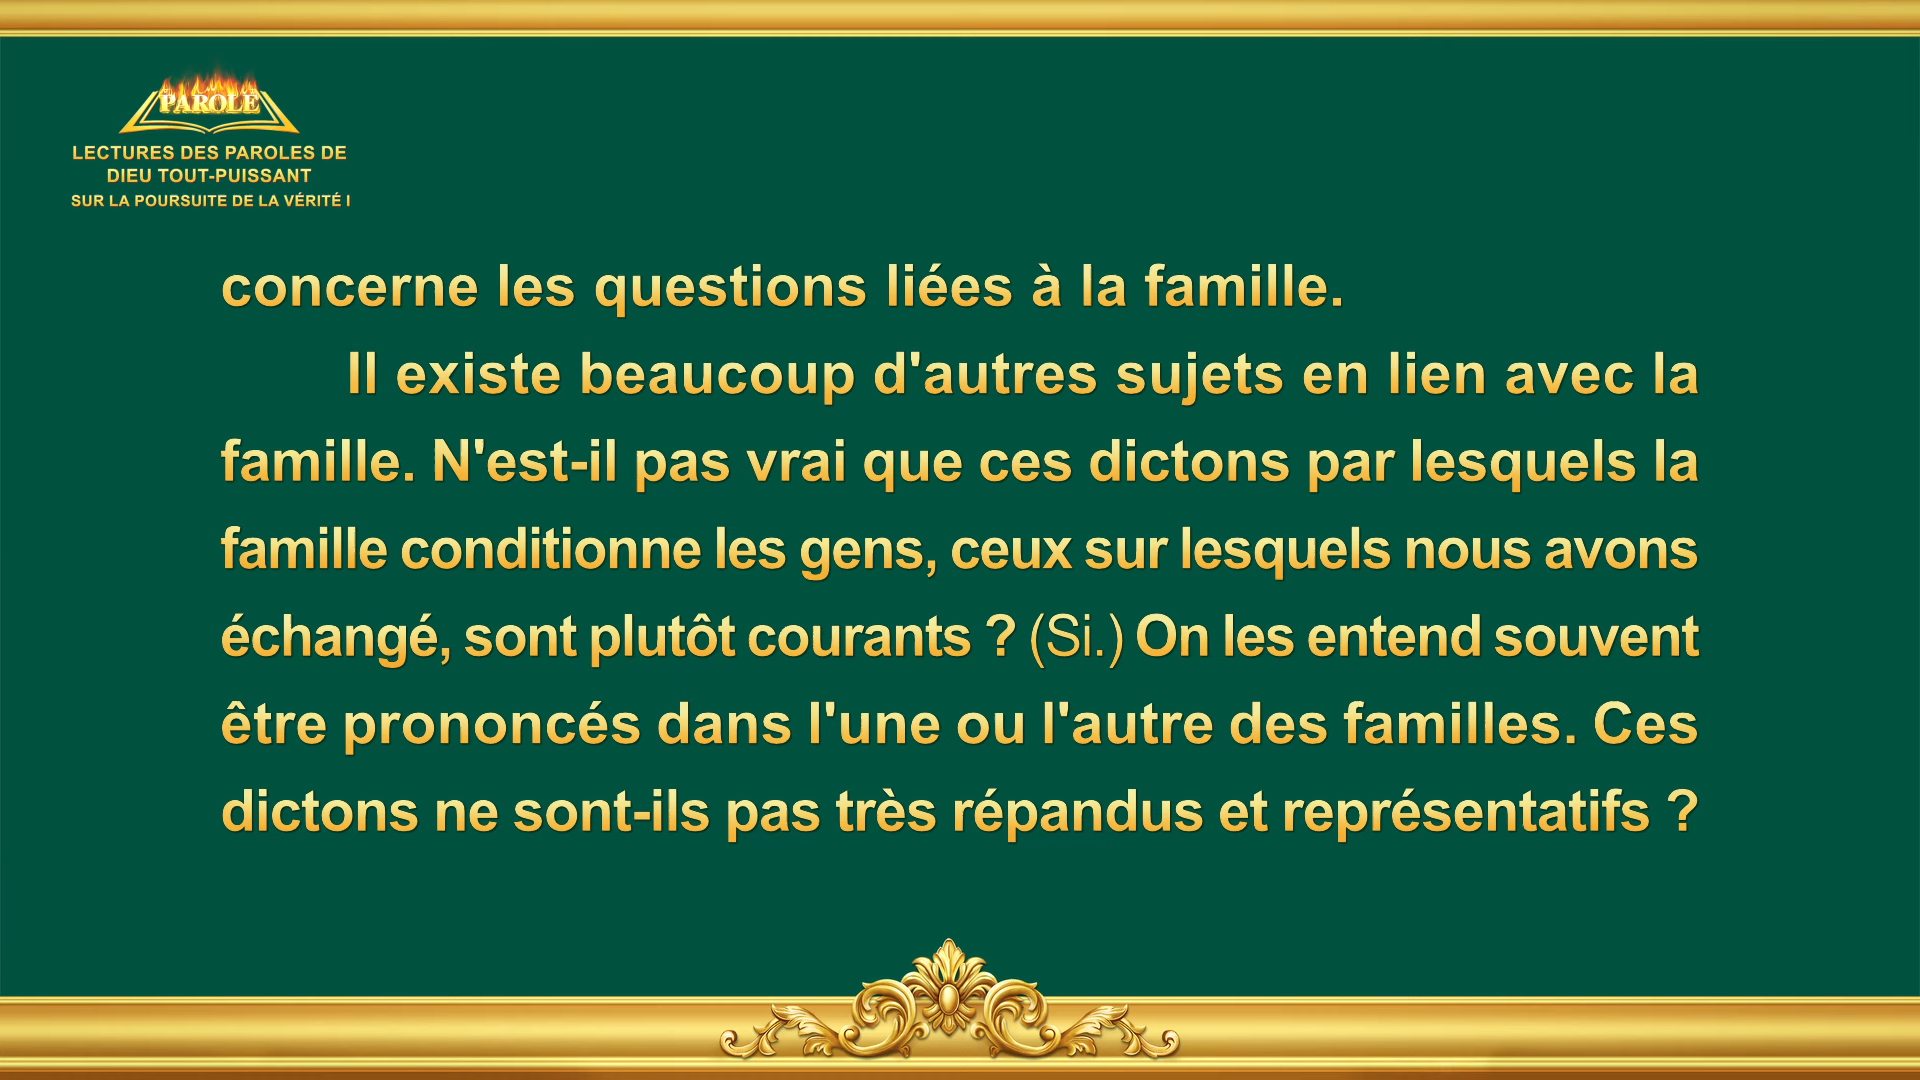 PAROLE
LECTURES DES PAROLES DE
DIEU TOUT-PUISSANT
SUR LA POURSUITE DE LA VÉRITÉ I
concerne les questions liées à la famille.
Il existe beaucoup d'autres sujets en lien avec la
famille. N'est-il pas vrai que ces dictons par lesquels la
famille conditionne les gens, ceux sur lesquels nous avons
échangé, sont plutôt courants ? (Si.) On les entend souvent
être prononcés dans l'une ou l'autre des familles. Ces
dictons ne sont-ils pas très répandus et représentatifs ?